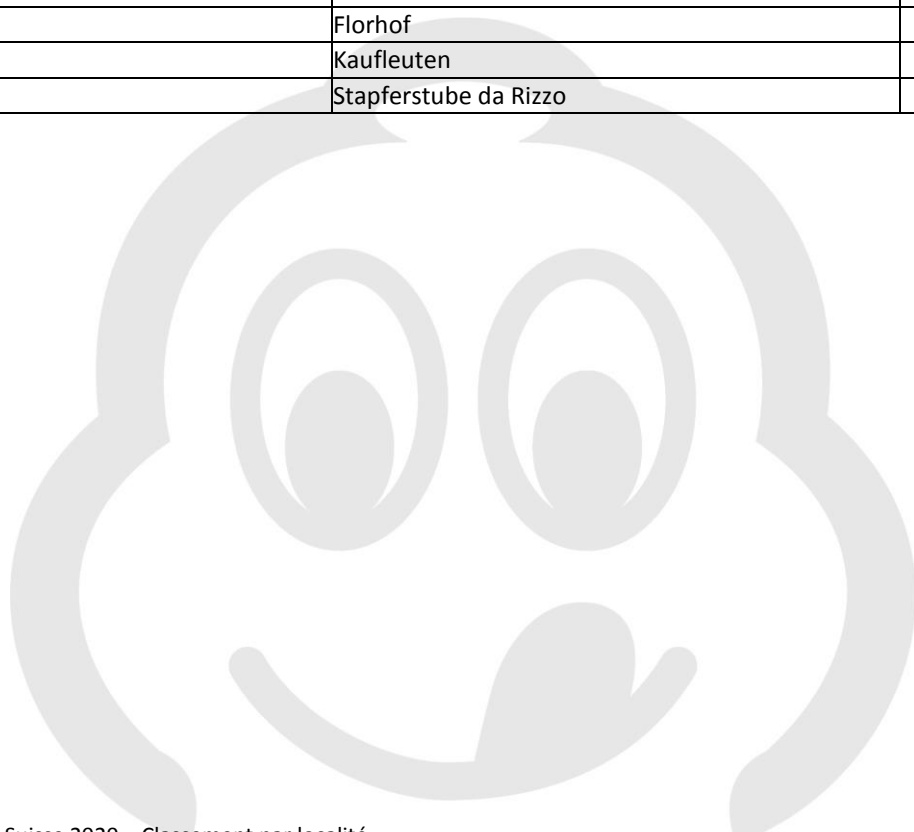 Florhof
Kaufleuten
Stapferstube da Rizzo
Suisse 2020 – Classement par localité